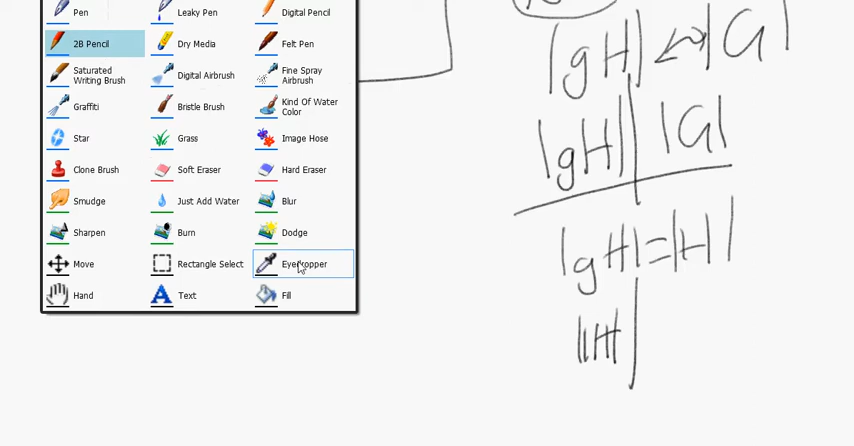 Pen Leaky Pen Digital Pencil
2B Pencil Dry Media Felt Pen
Saturated Writing Brush Digital Airbrush Fine Spray Airbrush
Graffiti Bristle Brush Kind Of Water Color
Star Grass Image Hose
Clone Brush Soft Eraser Hard Eraser
Smudge Just Add Water Blur
Sharpen Burn Dodge
Move Rectangle Select Eyedropper
Hand Text Fill
|gH| ↔ |G|
|gH| | |G|
|gH| = |H|
|H| |